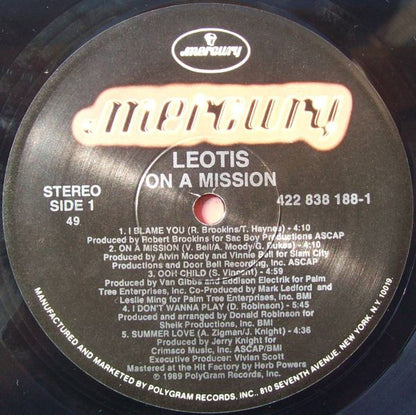 mercury
mercury
LEOTIS
ON A MISSION
STEREO
SIDE 1
49
422 838 188-1
1. I BLAME YOU (R. Brookins/T. Haynes) - 4:10
Produced by Robert Brookins for Sac Boy Productions ASCAP
2. ON A MISSION (V. Bell/A. Moody/G. Dukes) - 4:10
Produced by Alvin Moody and Vinnie Bell for Slam City
Productions and Door Bell Recording, Inc. ASCAP
3. OOH CHILD (S. Vincent) - 4:59
Produced by Van Gibbs and Eddison Electrik for Palm
Tree Enterprises, Inc. Co-Produced by Mark Ledford and
Leslie Ming for Palm Tree Enterprises, Inc. BMI
4. I DON'T WANNA PLAY (D. Robinson) - 5:45
Produced and arranged by Donald Robinson for
Sheik Productions, Inc. BMI
5. SUMMER LOVE (A. Zigman/J. Knight) - 4:36
Produced by Jerry Knight for
Crimsco Music, Inc. ASCAP/BMI
Executive Producer: Vivian Scott
Mastered at the Hit Factory by Herb Powers
© 1989 PolyGram Records, Inc.
MANUFACTURED AND MARKETED BY POLYGRAM RECORDS, INC., 810 SEVENTH AVENUE, NEW YORK, N.Y. 10019